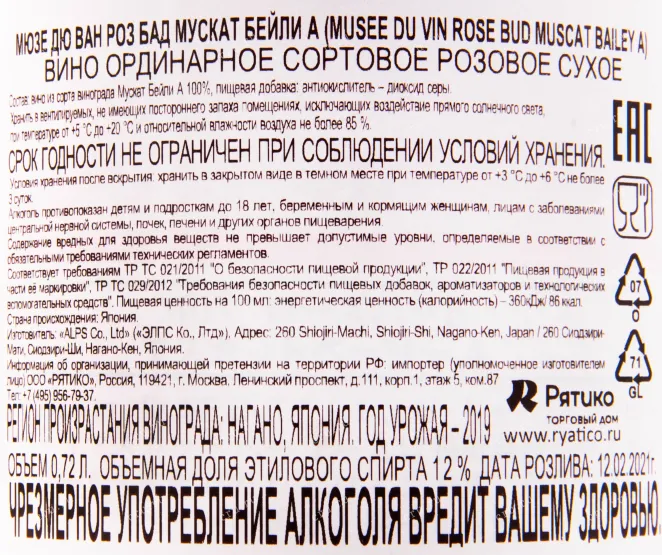 МЮЗЕ ДЮ ВАН РОЗ БАД МУСКАТ БЕЙЛИ А (MUSEE DU VIN ROSE BUD MUSCAT BAILEY A)
ВИНО ОРДИНАРНОЕ СОРТОВОЕ РОЗОВОЕ СУХОЕ
Состав: вино из сорта винограда Мускат Бейли А 100%, пищевая добавка: антиокислитель – диоксид серы.
Хранить в вентилируемых, не имеющих постороннего запаха помещениях, исключающих воздействие прямого солнечного света,
при температуре от +5 °С до +20 °С и относительной влажности воздуха не более 85 %.
СРОК ГОДНОСТИ НЕ ОГРАНИЧЕН ПРИ СОБЛЮДЕНИИ УСЛОВИЙ ХРАНЕНИЯ.
Условия хранения после вскрытия: хранить в закрытом виде в темном месте при температуре от +3 °С до +6 °С не более
3 суток.
Алкоголь противопоказан детям и подросткам до 18 лет, беременным и кормящим женщинам, лицам с заболеваниями
центральной нервной системы, почек, печени и других органов пищеварения.
Содержание вредных для здоровья веществ не превышает допустимые уровни, определяемые в соответствии с
обязательными требованиями технических регламентов.
Соответствует требованиям ТР ТС 021/2011 "О безопасности пищевой продукции", ТР 022/2011 "Пищевая продукция в
части её маркировки", ТР ТС 029/2012 "Требования безопасности пищевых добавок, ароматизаторов и технологических
вспомогательных средств". Пищевая ценность на 100 мл: энергетическая ценность (калорийность) – 360кДж/ 86 ккал.
Страна происхождения: Япония.
Изготовитель: «ALPS Co., Ltd» («ЭЛПС Ко., Лтд»), Адрес: 260 Shiojiri-Machi, Shiojiri-Shi, Nagano-Ken, Japan / 260 Сиодзири-
Мати, Сиодзири-Ши, Нагано-Кен, Япония.
Информация об организации, принимающей претензии на территории РФ: импортер (уполномоченное изготовителем
лицо) ООО «РЯТИКО», Россия, 119421, г. Москва. Ленинский проспект, д.111, корп.1, этаж 5, ком.87
Тел: +7 (495) 956-79-37.
РЕГИОН ПРОИЗРАСТАНИЯ ВИНОГРАДА: НАГАНО, ЯПОНИЯ. ГОД УРОЖАЯ – 2019
ОБЪЕМ 0,72 Л. ОБЪЕМНАЯ ДОЛЯ ЭТИЛОВОГО СПИРТА 12 % ДАТА РОЗЛИВА: 12.02.2021г.
ЧРЕЗМЕРНОЕ УПОТРЕБЛЕНИЕ АЛКОГОЛЯ ВРЕДИТ ВАШЕМУ ЗДОРОВЬЮ
EAC
07
O
71
GL
Рятико
ТОРГОВЫЙ ДОМ
www.ryatico.ru